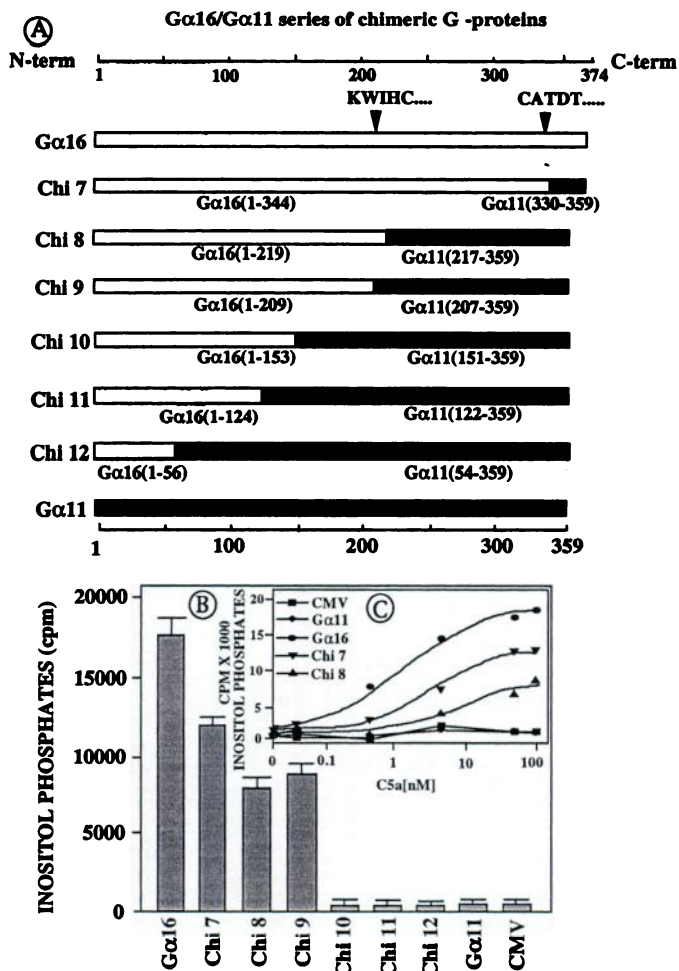 A
Gα16/Gα11 series of chimeric G -proteins
N-term
C-term
1 100 200 300 374
KWIHC.... CATDT.....
Gα16
Chi 7
Gα16(1-344) Gα11(330-359)
Chi 8
Gα16(1-219) Gα11(217-359)
Chi 9
Gα16(1-209) Gα11(207-359)
Chi 10
Gα16(1-153) Gα11(151-359)
Chi 11
Gα16(1-124) Gα11(122-359)
Chi 12
Gα16(1-56) Gα11(54-359)
Gα11
1 100 200 300 359
INOSITOL PHOSPHATES (cpm)
20000
15000
10000
5000
0
B
Gα16 Chi 7 Chi 8 Chi 9 Chi 10 Chi 11 Chi 12 Gα11 CMV
C
CPM X 1000
INOSITOL PHOSPHATES
20
15
10
5
0
CMV
Gα11
Gα16
Chi 7
Chi 8
0 0.1 1 10 100
C5a[nM]